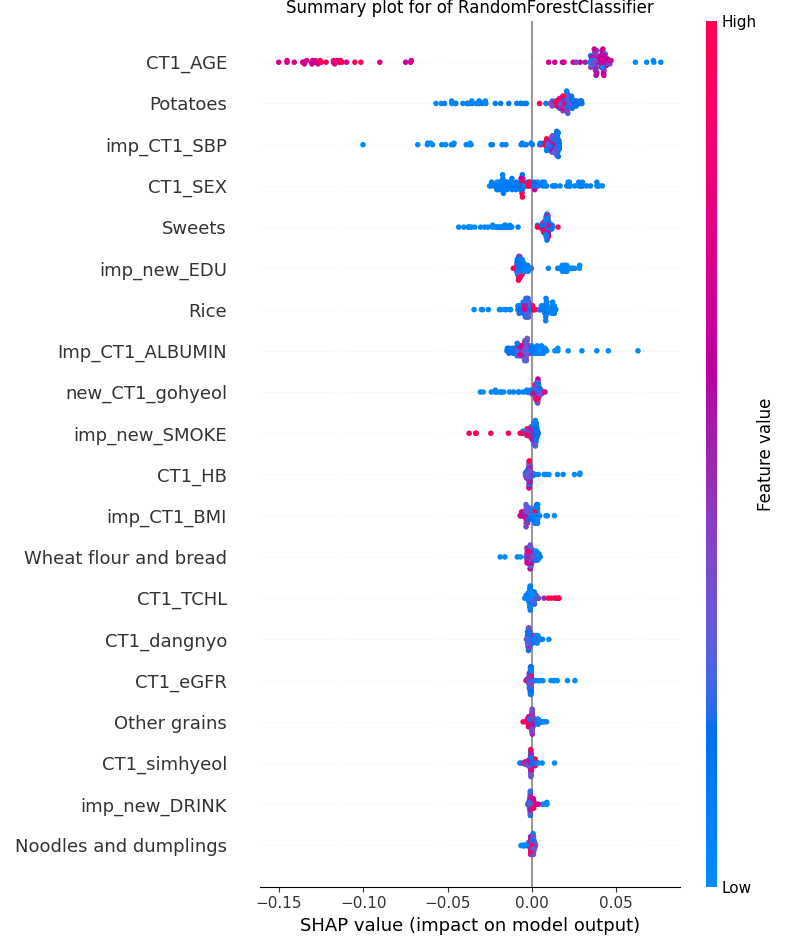 Summary plot for of RandomForestClassifier
High
CT1_AGE
Potatoes
imp_CT1_SBP
CT1_SEX
Sweets
imp_new_EDU
Rice
Imp_CT1_ALBUMIN
new_CT1_gohyeol
imp_new_SMOKE
CT1_HB
imp_CT1_BMI
Wheat flour and bread
CT1_TCHL
CT1_dangnyo
CT1_eGFR
Other grains
CT1_simhyeol
imp_new_DRINK
Noodles and dumplings
Feature value
Low
−0.15 −0.10 −0.05 0.00 0.05
SHAP value (impact on model output)